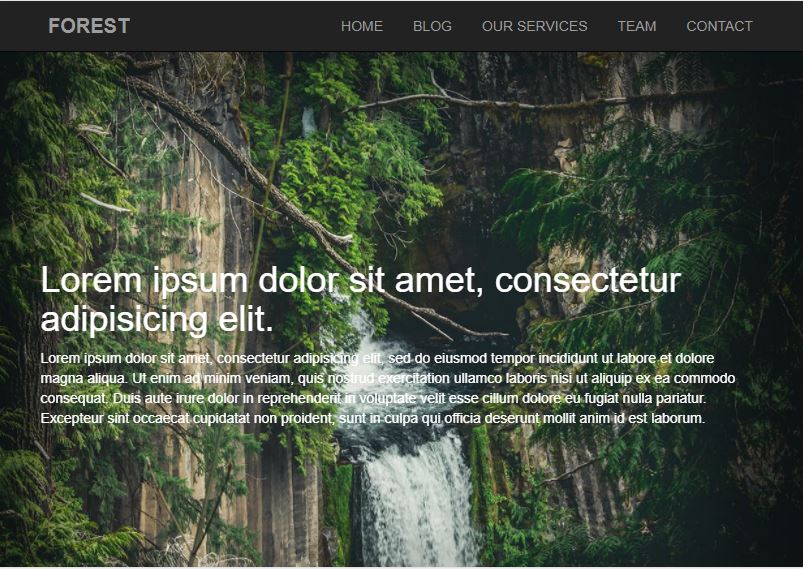 FOREST
HOME BLOG OUR SERVICES TEAM CONTACT
Lorem ipsum dolor sit amet, consectetur
adipisicing elit.
Lorem ipsum dolor sit amet, consectetur adipisicing elit, sed do eiusmod tempor incididunt ut labore et dolore
magna aliqua. Ut enim ad minim veniam, quis nostrud exercitation ullamco laboris nisi ut aliquip ex ea commodo
consequat. Duis aute irure dolor in reprehenderit in voluptate velit esse cillum dolore eu fugiat nulla pariatur.
Excepteur sint occaecat cupidatat non proident, sunt in culpa qui officia deserunt mollit anim id est laborum.